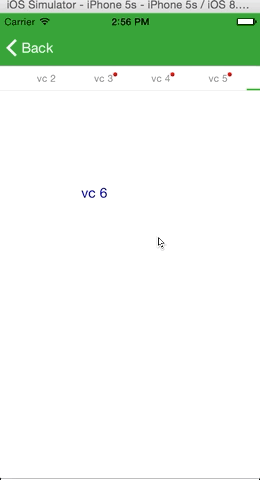 iOS Simulator - iPhone 5s - iPhone 5s / iOS 8....
Carrier 2:56 PM
Back
vc 2 vc 3 vc 4 vc 5
vc 6